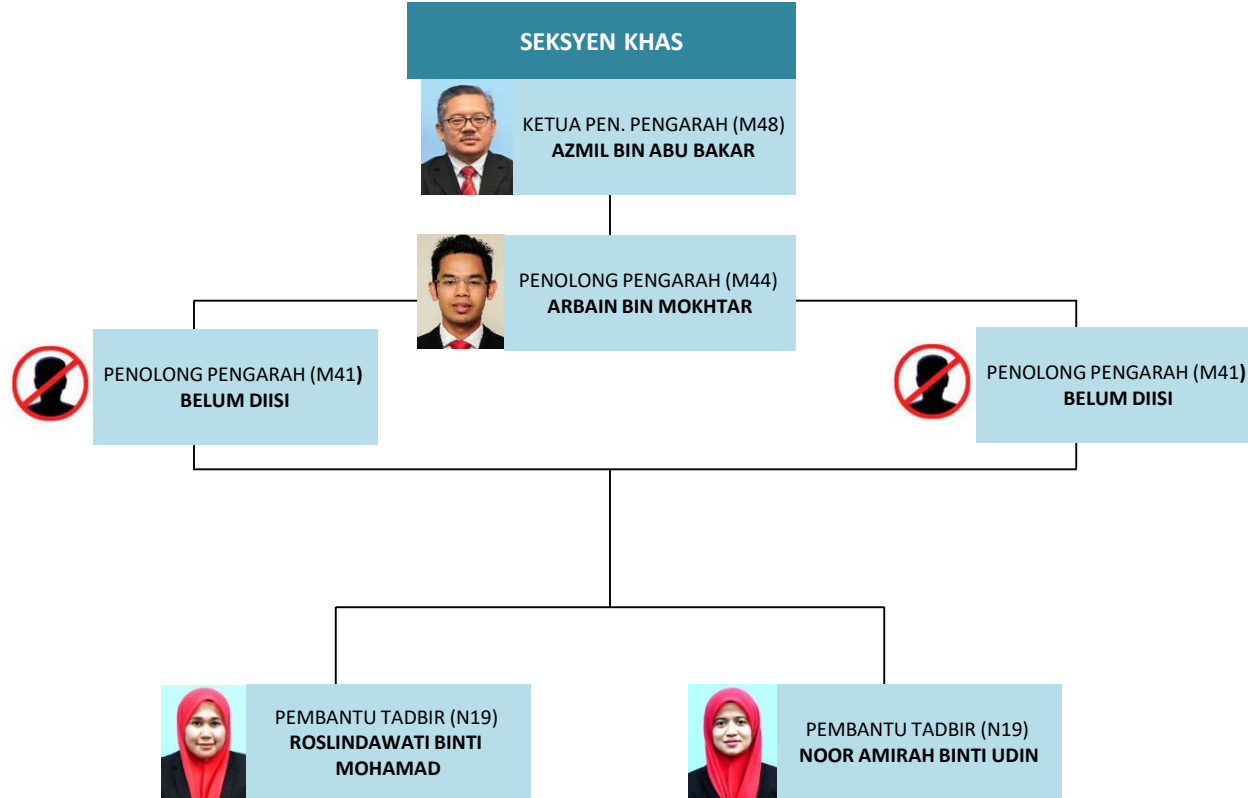 SEKSYEN KHAS
KETUA PEN. PENGARAH (M48)
AZMIL BIN ABU BAKAR
PENOLONG PENGARAH (M44)
ARBAIN BIN MOKHTAR
PENOLONG PENGARAH (M41)
BELUM DIISI
PENOLONG PENGARAH (M41)
BELUM DIISI
PEMBANTU TADBIR (N19)
ROSLINDAWATI BINTI
MOHAMAD
PEMBANTU TADBIR (N19)
NOOR AMIRAH BINTI UDIN